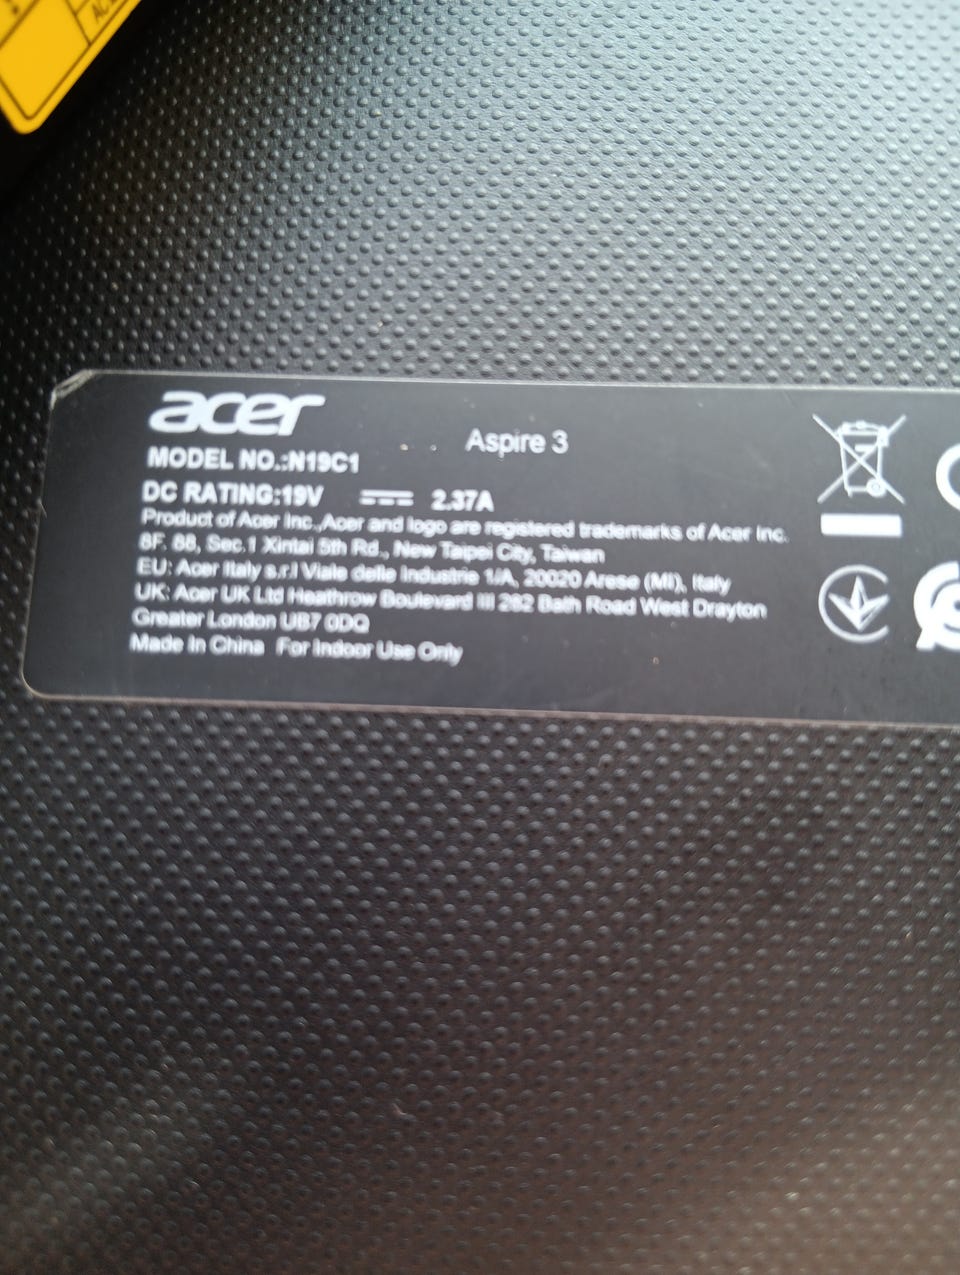 acer
Aspire 3
MODEL NO.:N19C1
DC RATING:19V ⎓ 2.37A
Product of Acer Inc.,Acer and logo are registered trademarks of Acer Inc.
8F. 88, Sec.1 Xintai 5th Rd., New Taipei City, Taiwan
EU: Acer Italy s.r.l Viale delle Industrie 1/A, 20020 Arese (MI), Italy
UK: Acer UK Ltd Heathrow Boulevard III 282 Bath Road West Drayton
Greater London UB7 0DQ
Made in China For Indoor Use Only